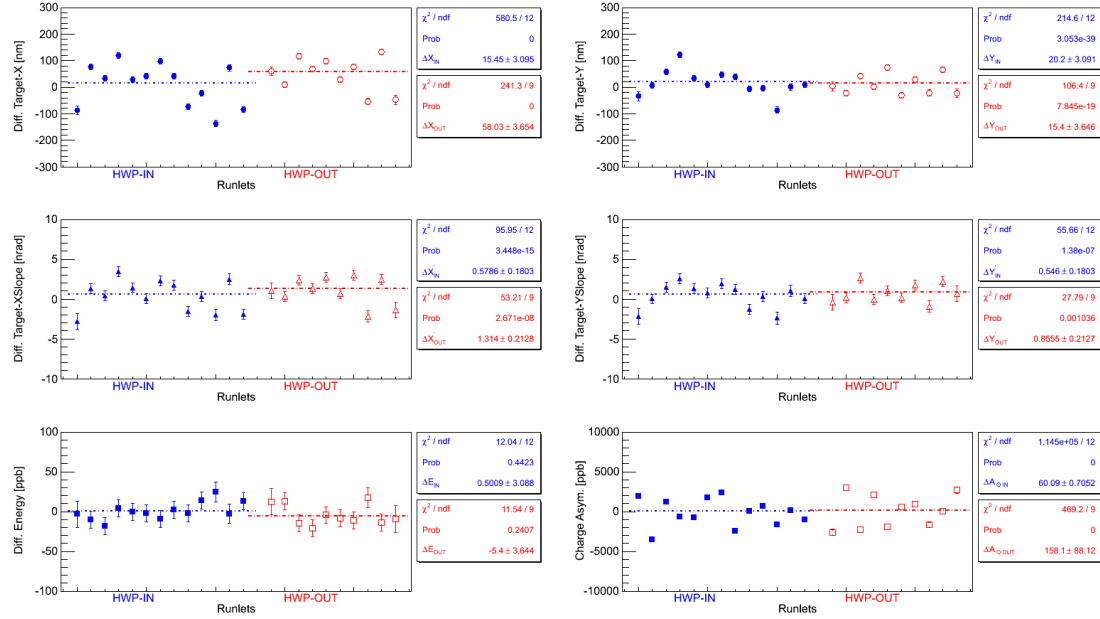 Diff. Target-X [nm]
300
200
100
0
-100
-200
-300
HWP-IN
HWP-OUT
Runlets
χ² / ndf 580.5 / 12
Prob 0
ΔX_IN 15.45 ± 3.095
χ² / ndf 241.3 / 9
Prob 0
ΔX_OUT 58.03 ± 3.654
Diff. Target-Y [nm]
300
200
100
0
-100
-200
-300
HWP-IN
HWP-OUT
Runlets
χ² / ndf 214.6 / 12
Prob 3.053e-39
ΔY_IN 20.2 ± 3.091
χ² / ndf 106.4 / 9
Prob 7.845e-19
ΔY_OUT 15.4 ± 3.646
Diff. Target-XSlope [nrad]
10
5
0
-5
-10
HWP-IN
HWP-OUT
Runlets
χ² / ndf 95.95 / 12
Prob 3.448e-15
ΔX'_IN 0.5786 ± 0.1803
χ² / ndf 53.21 / 9
Prob 2.671e-08
ΔX'_OUT 1.314 ± 0.2128
Diff. Target-YSlope [nrad]
10
5
0
-5
-10
HWP-IN
HWP-OUT
Runlets
χ² / ndf 55.66 / 12
Prob 1.38e-07
ΔY'_IN 0.546 ± 0.1803
χ² / ndf 27.79 / 9
Prob 0.001036
ΔY'_OUT 0.8555 ± 0.2127
Diff. Energy [ppb]
100
50
0
-50
-100
HWP-IN
HWP-OUT
Runlets
χ² / ndf 12.04 / 12
Prob 0.4423
ΔE_IN 0.5009 ± 3.088
χ² / ndf 11.54 / 9
Prob 0.2407
ΔE_OUT -5.4 ± 3.644
Charge Asym. [ppb]
10000
5000
0
-5000
-10000
HWP-IN
HWP-OUT
Runlets
χ² / ndf 1.145e+05 / 12
Prob 0
ΔA_Q IN 60.09 ± 0.7052
χ² / ndf 469.2 / 9
Prob 0
ΔA_Q OUT 158.1 ± 88.12